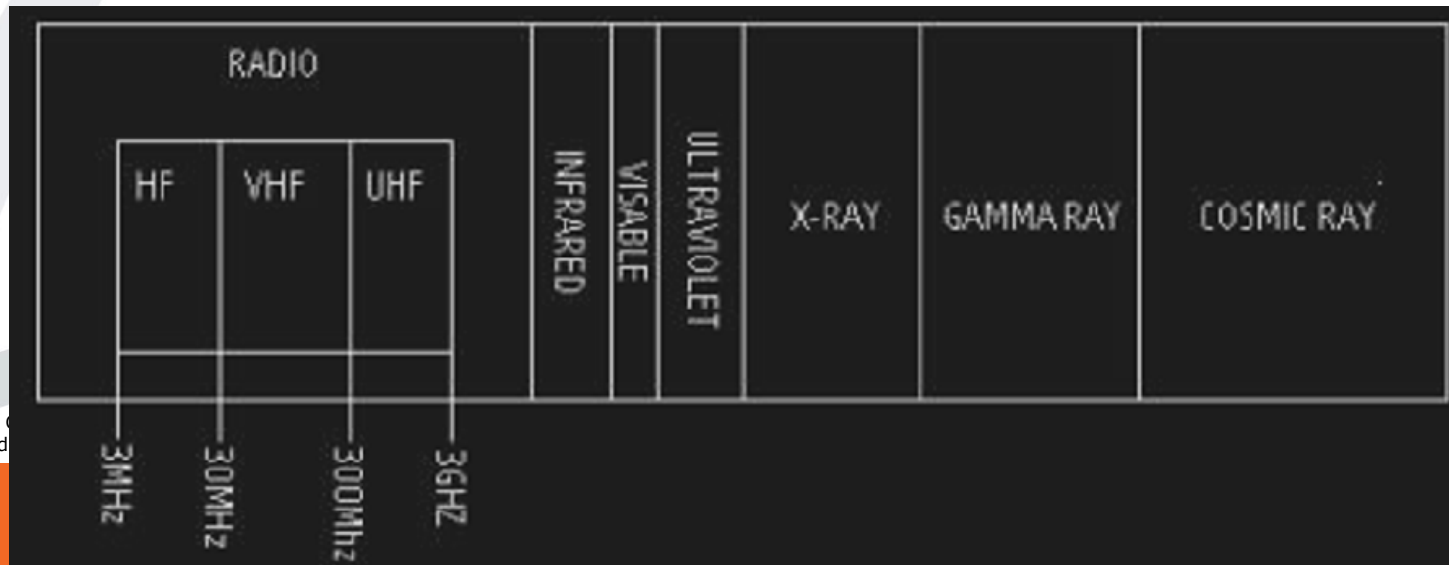 RADIO
HF
VHF
UHF
INFRARED
VISABLE
ULTRAVIOLET
X-RAY
GAMMA RAY
COSMIC RAY
3MHz
30MHz
300Mhz
3GHZ